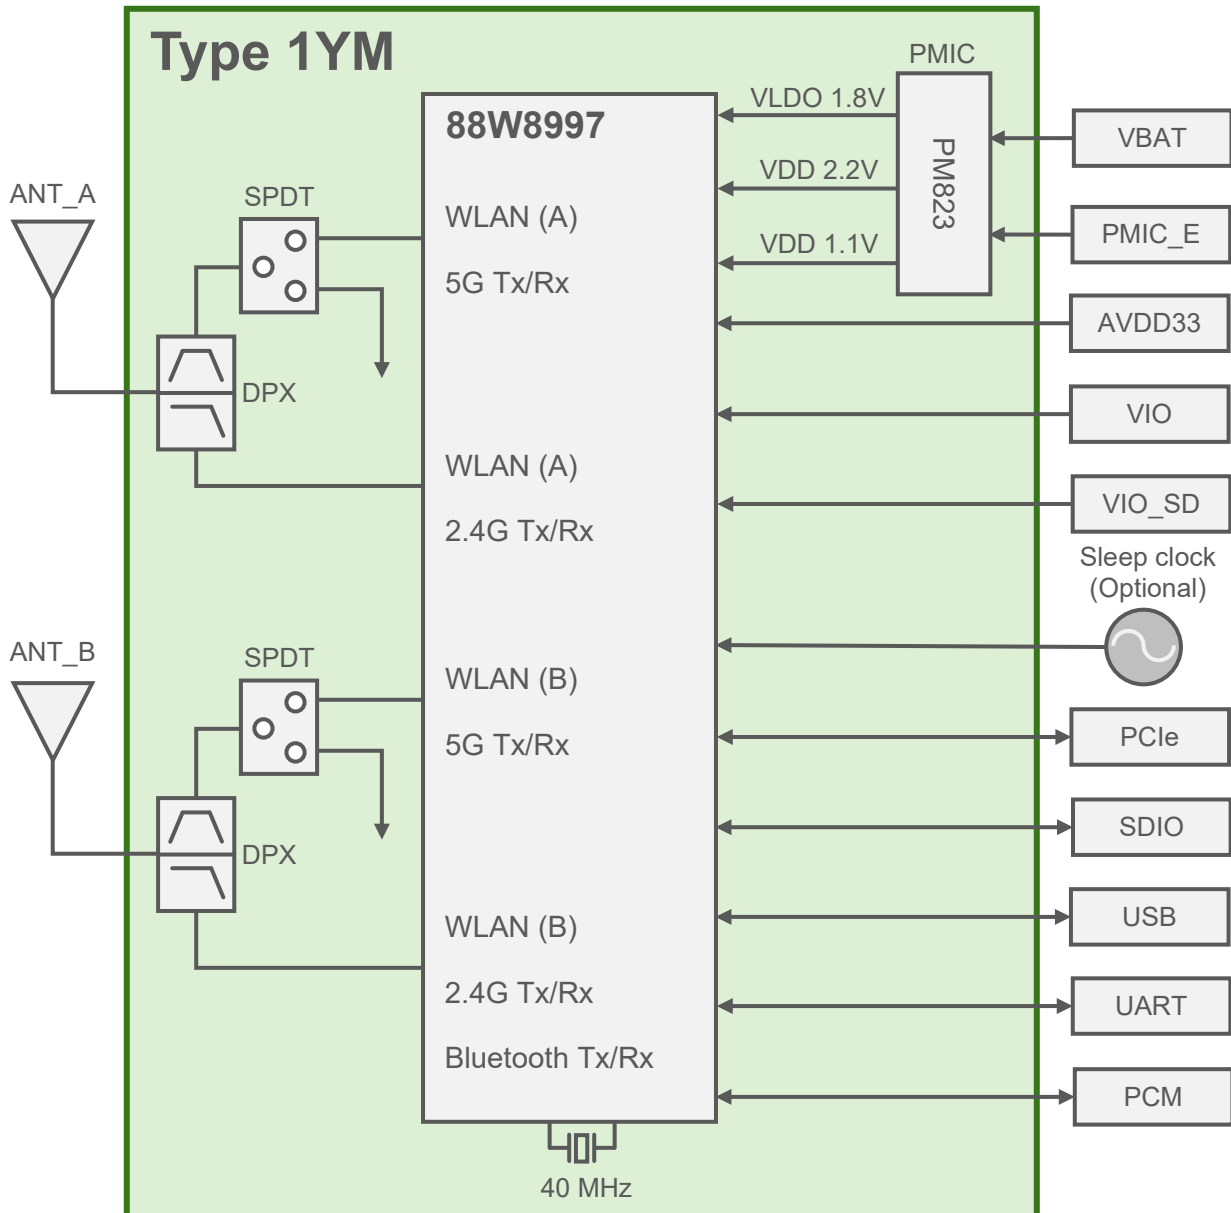 Type 1YM
PMIC
88W8997
VLDO 1.8V
VDD 2.2V
VDD 1.1V
PM823
VBAT
PMIC_E
AVDD33
VIO
VIO_SD
Sleep clock
(Optional)
PCIe
SDIO
USB
UART
PCM
ANT_A
SPDT
DPX
WLAN (A)
5G Tx/Rx
WLAN (A)
2.4G Tx/Rx
ANT_B
SPDT
DPX
WLAN (B)
5G Tx/Rx
WLAN (B)
2.4G Tx/Rx
Bluetooth Tx/Rx
40 MHz